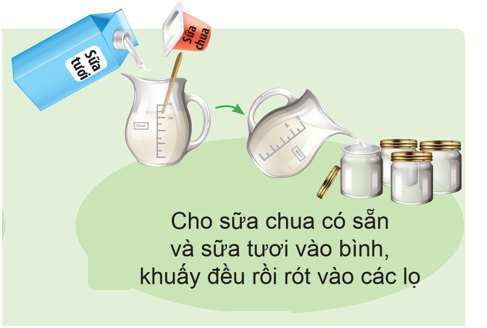 Sữa
tươi
Sữa
chua
Cho sữa chua có sẵn
và sữa tươi vào bình,
khuấy đều rồi rót vào các lọ